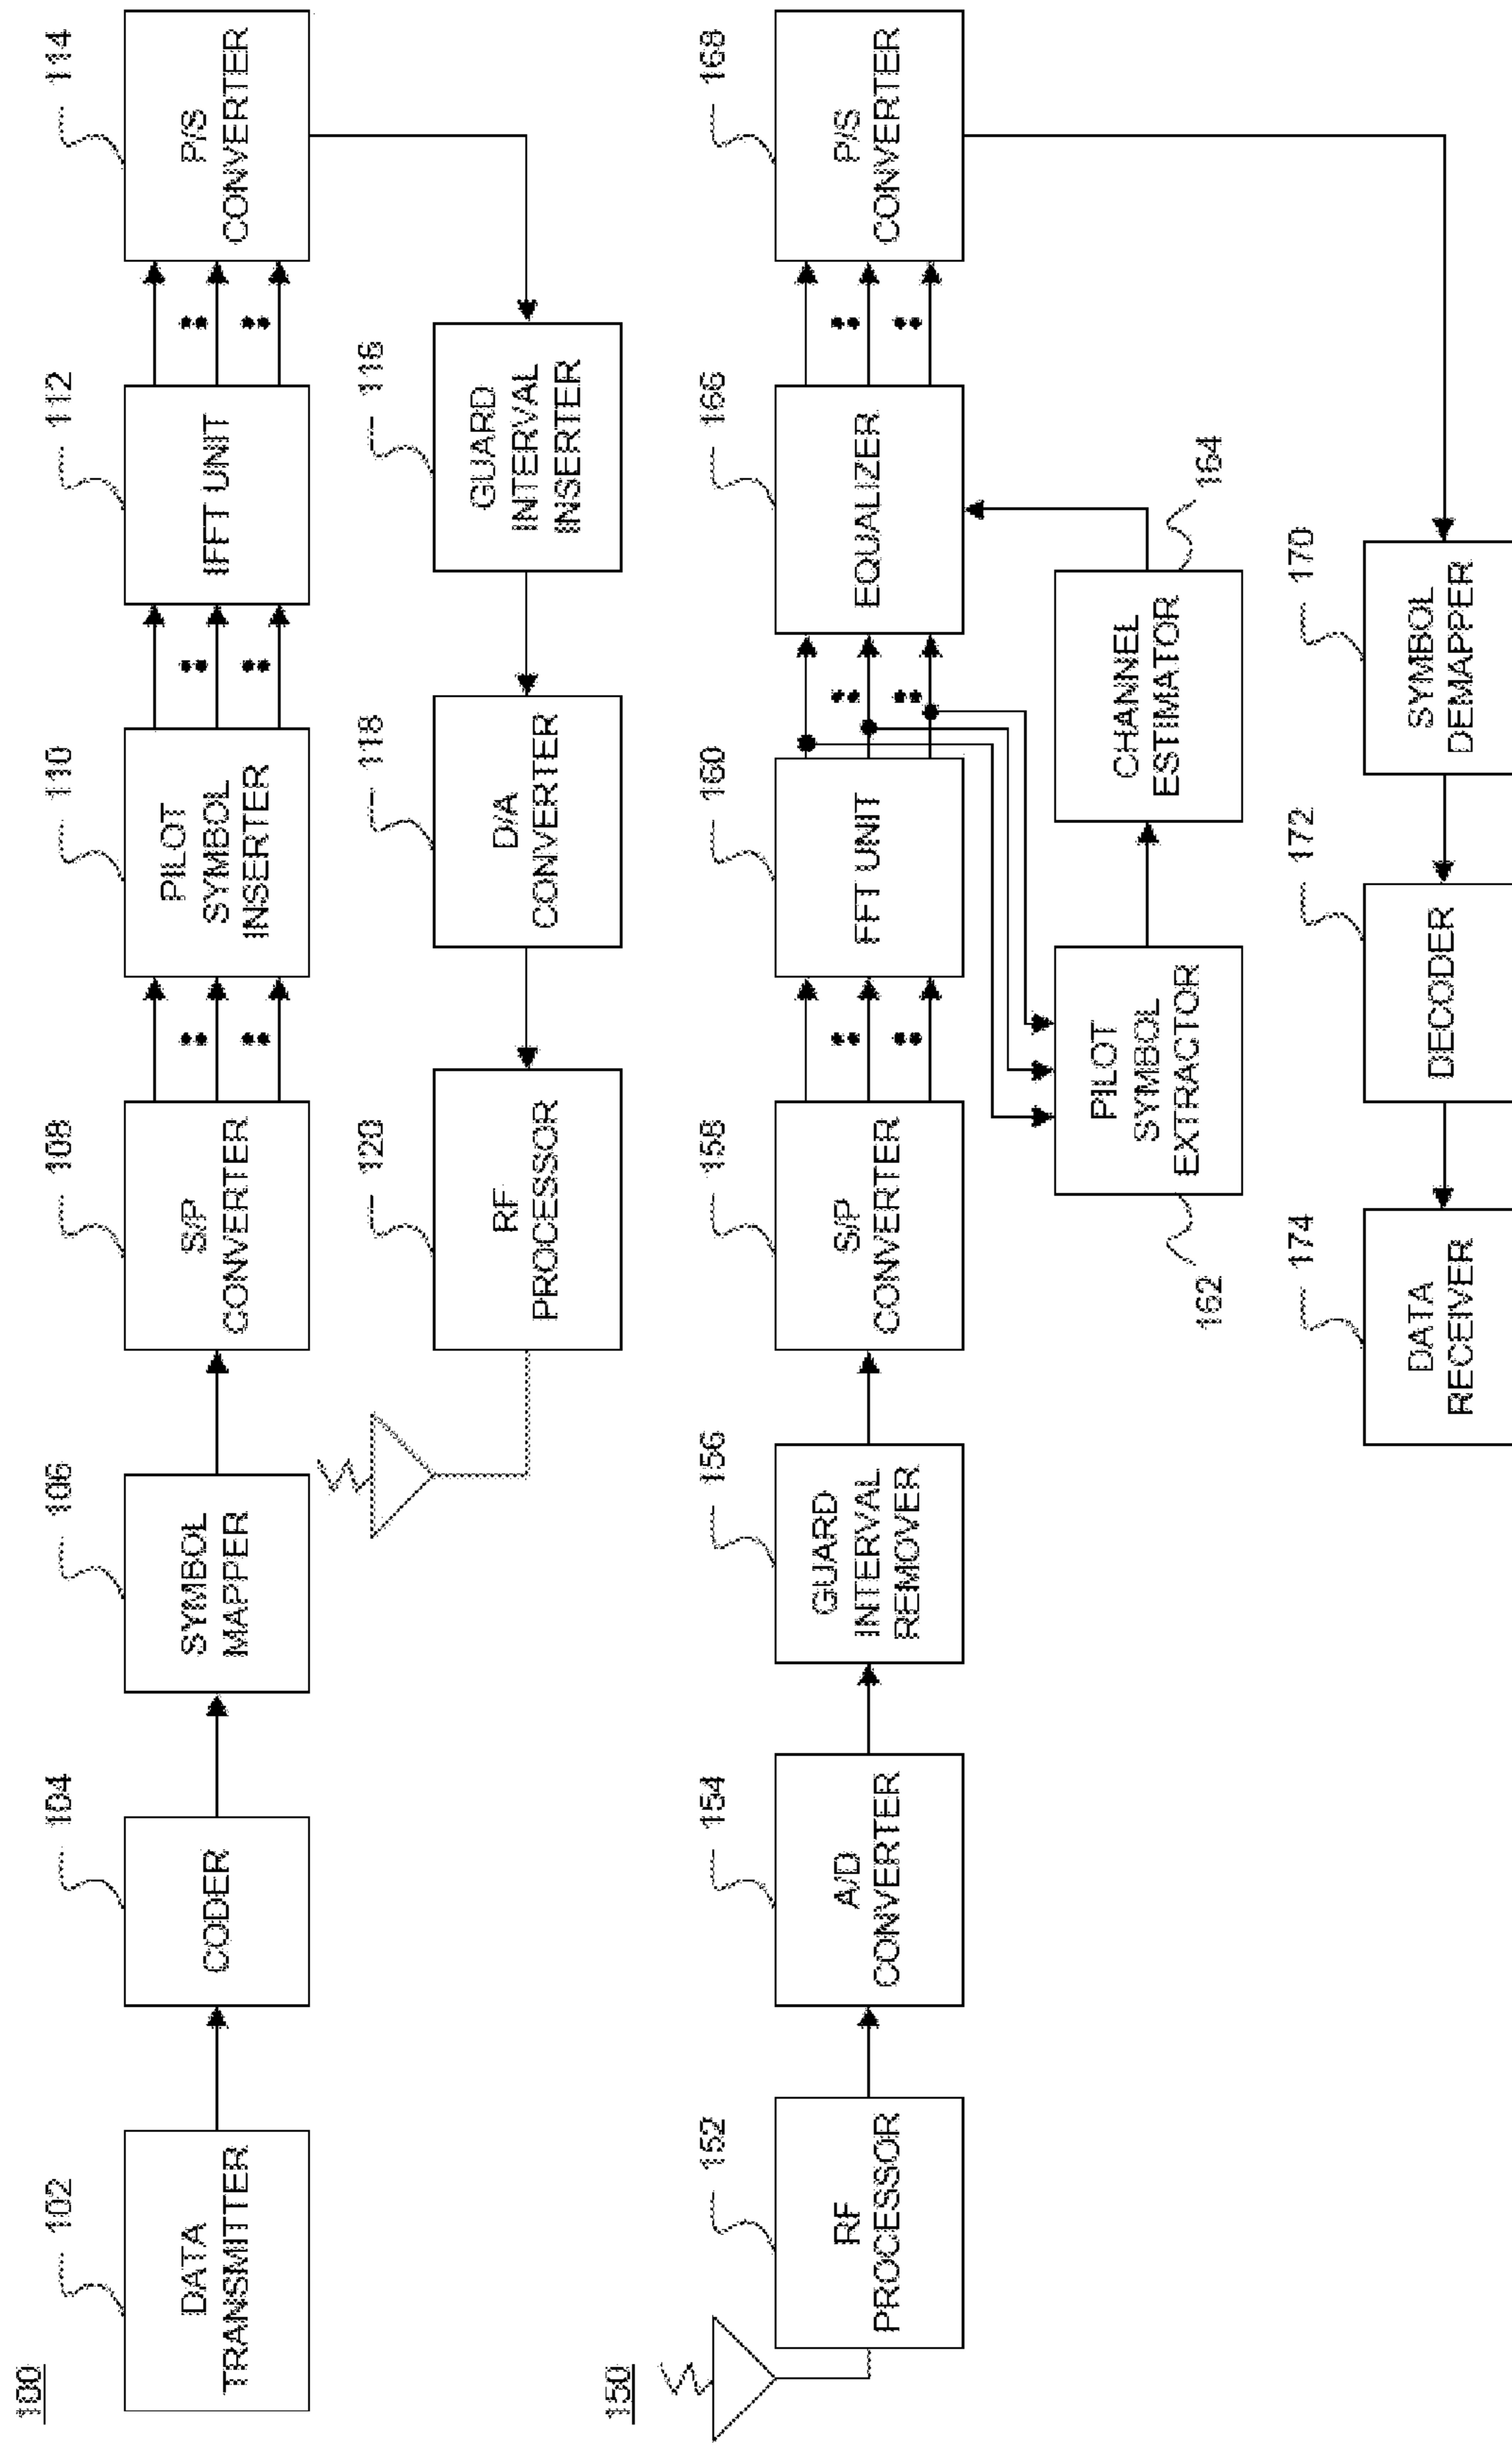 100
102
DATA
TRANSMITTER
104
CODER
106
SYMBOL
MAPPER
108
S/P
CONVERTER
110
PILOT
SYMBOL
INSERTER
112
IFFT UNIT
114
P/S
CONVERTER
116
GUARD
INTERVAL
INSERTER
118
D/A
CONVERTER
120
RF
PROCESSOR
150
152
RF
PROCESSOR
154
A/D
CONVERTER
156
GUARD
INTERVAL
REMOVER
158
S/P
CONVERTER
160
FFT UNIT
166
EQUALIZER
168
P/S
CONVERTER
162
PILOT
SYMBOL
EXTRACTOR
164
CHANNEL
ESTIMATOR
170
SYMBOL
DEMAPPER
172
DECODER
174
DATA
RECEIVER